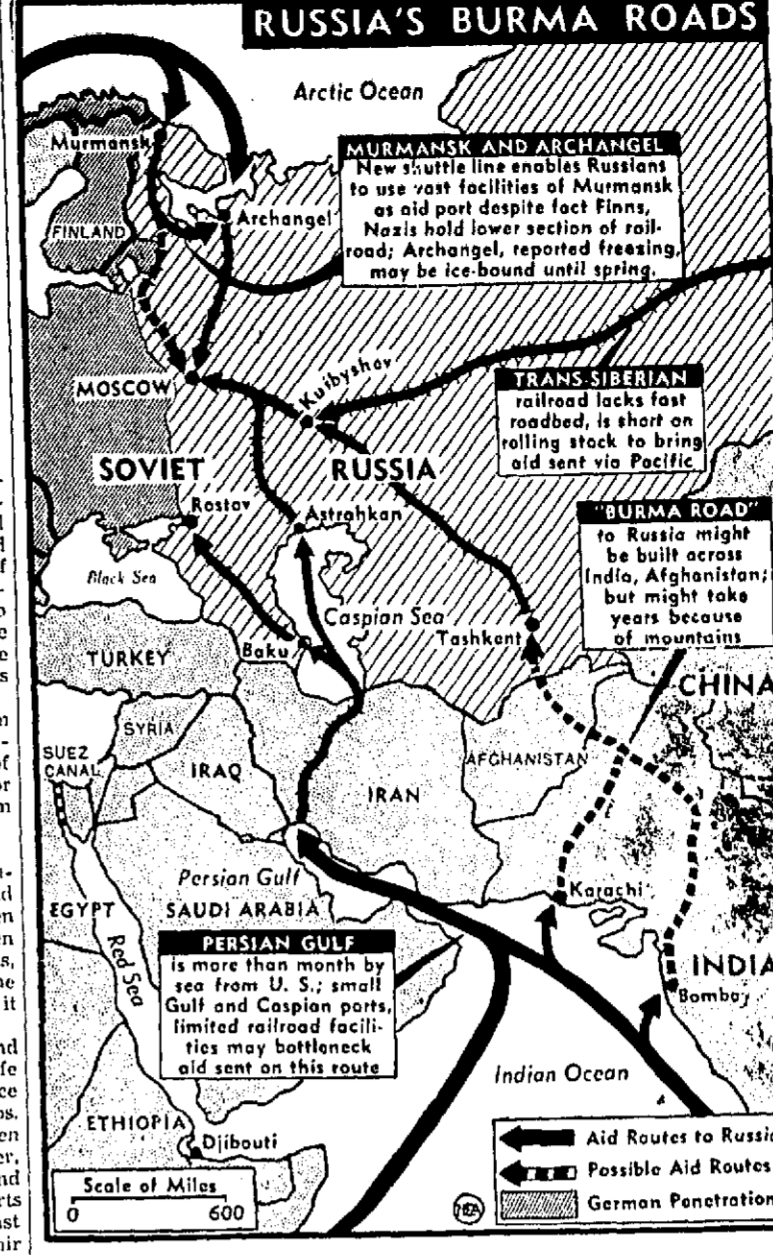 RUSSIA'S BURMA ROADS
Arctic Ocean
Murmansk
MURMANSK AND ARCHANGEL
New shuttle line enables Russians
to use vast facilities of Murmansk
as aid port despite fact Finns,
Nazis hold lower section of rail-
road; Archangel, reported freezing,
may be ice-bound until spring.
Archangel
FINLAND
MOSCOW
Kuibyshov
TRANS-SIBERIAN
railroad lacks fast
roadbed, is short on
rolling stock to bring
aid sent via Pacific
SOVIET RUSSIA
Rostov
Astrahkan
"BURMA ROAD"
to Russia might
be built across
India, Afghanistan;
but might take
years because
of mountains
Black Sea
Caspian Sea
Tashkent
Baku
TURKEY
CHINA
SYRIA
SUEZ
CANAL
IRAQ
AFGHANISTAN
IRAN
Persian Gulf
Karachi
EGYPT
SAUDI ARABIA
Red Sea
PERSIAN GULF
is more than month by
sea from U. S.; small
Gulf and Caspian ports,
limited railroad facili-
ties may bottleneck
aid sent on this route
INDIA
Bombay
Indian Ocean
ETHIOPIA
Djibouti
Aid Routes to Russia
Possible Aid Routes
German Penetration
Scale of Miles
0 600
NEA